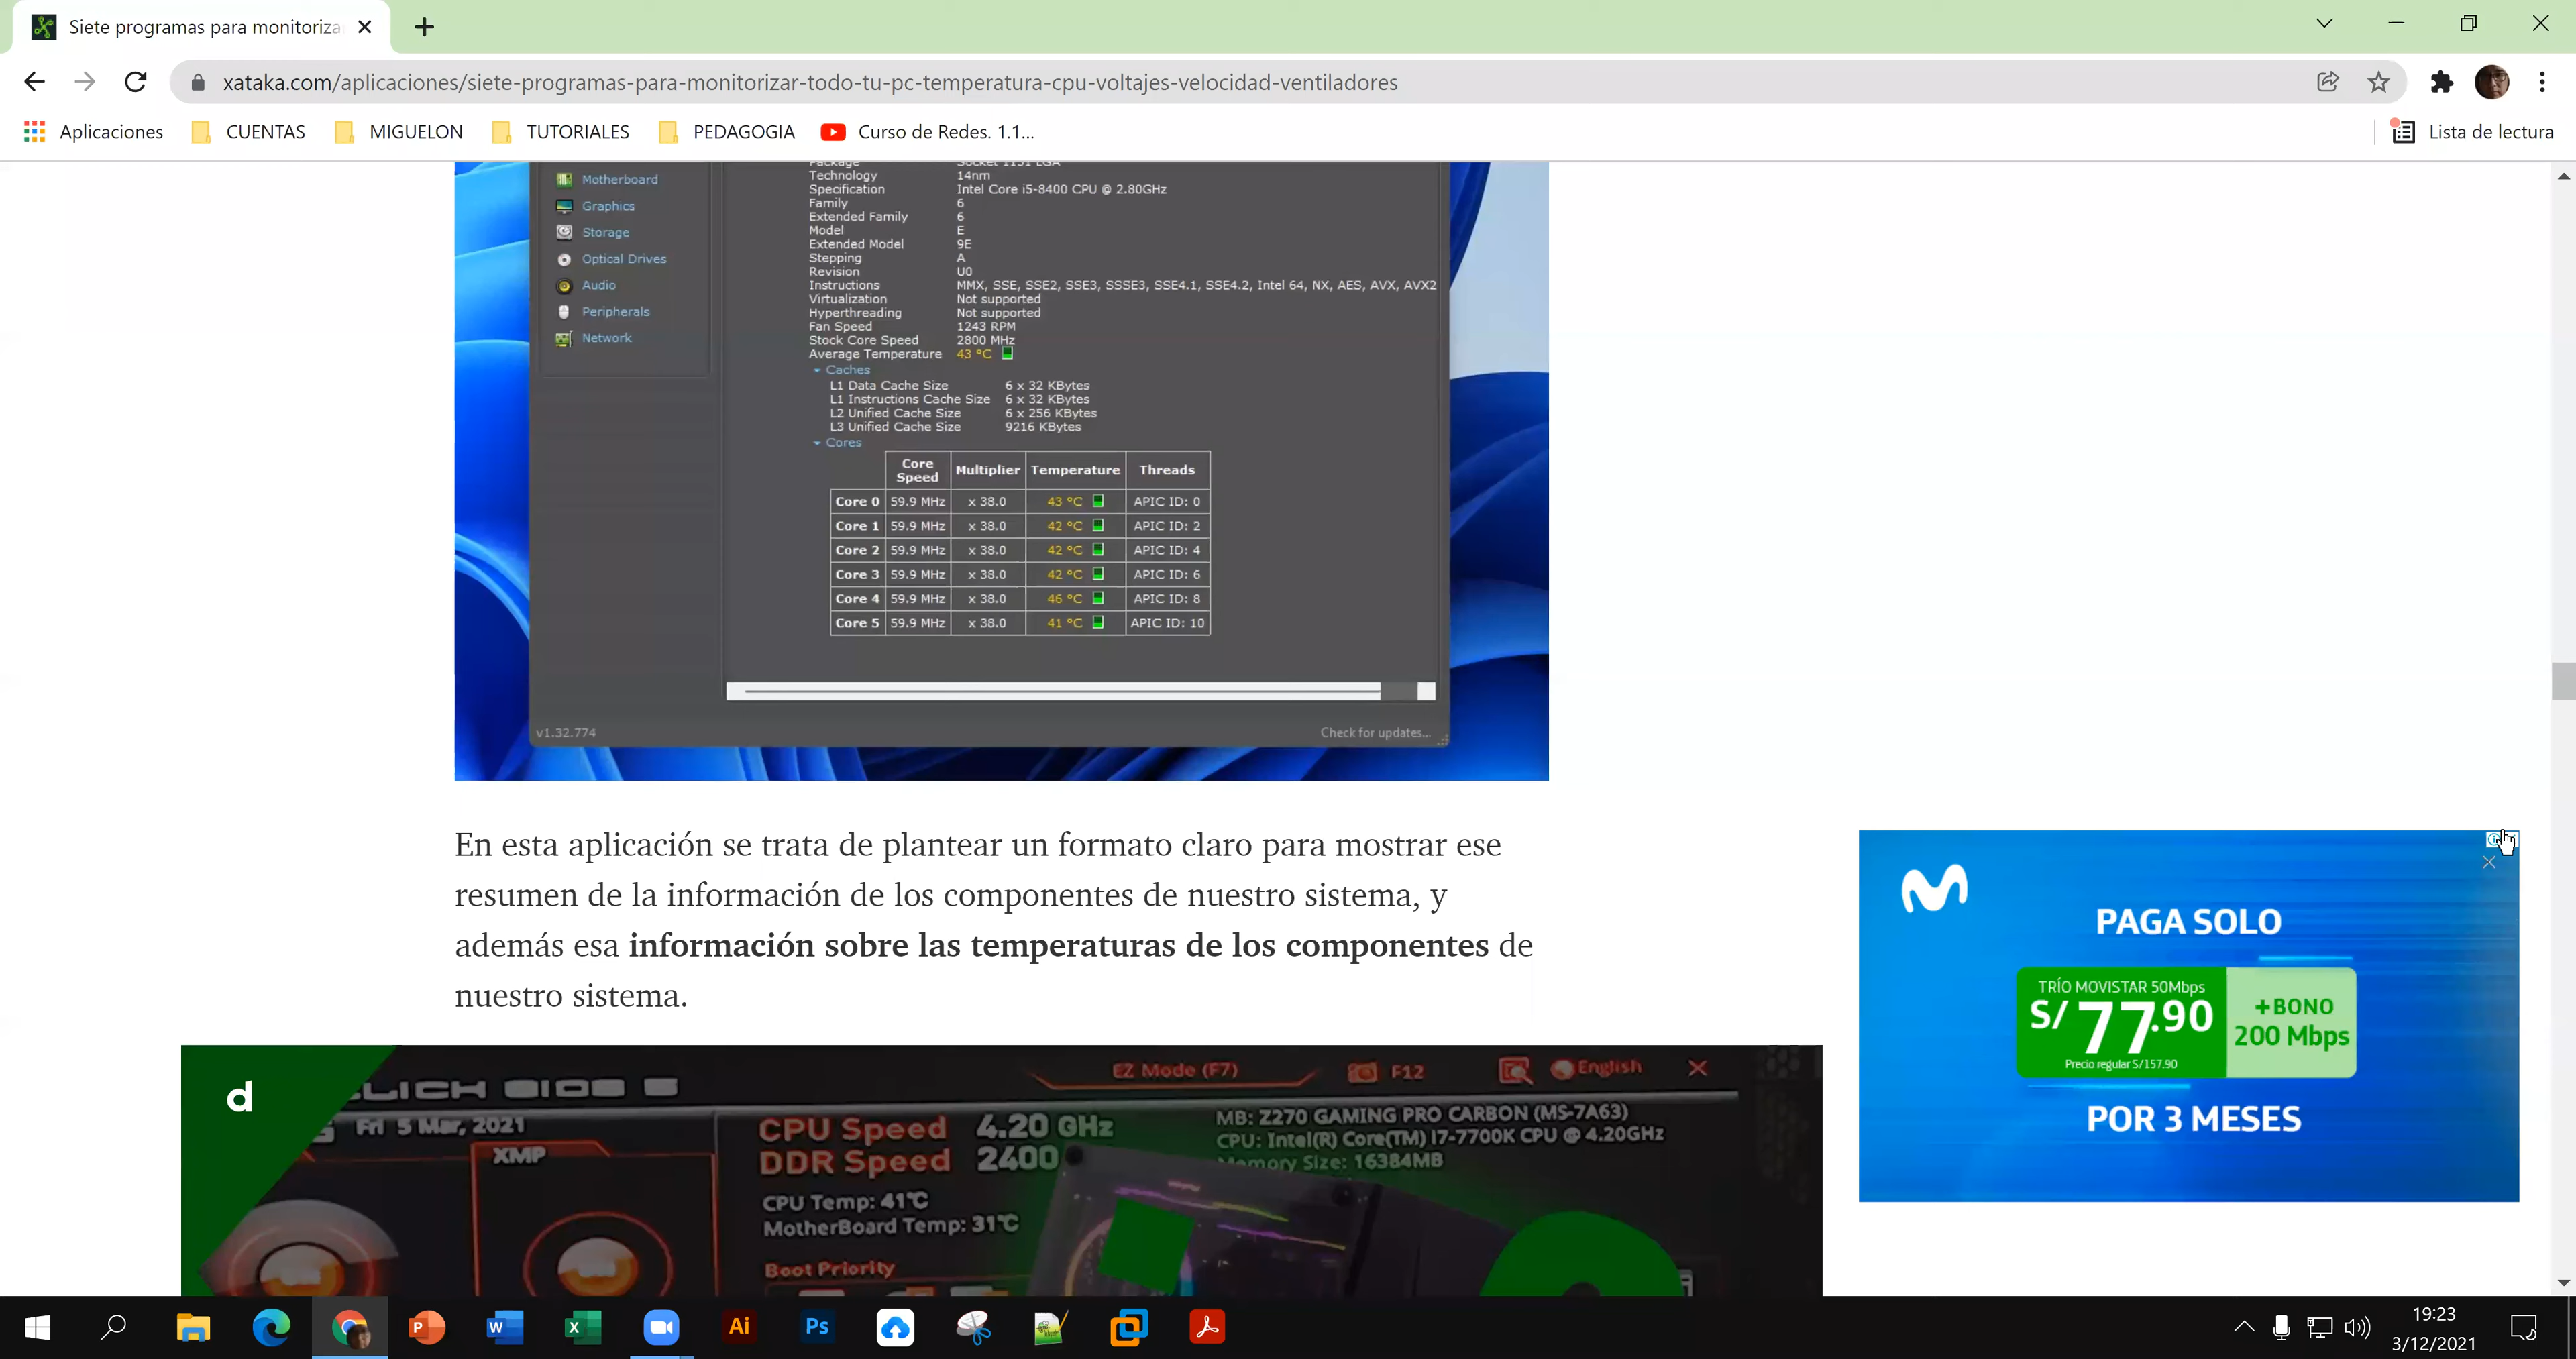 Siete programas para monitoriza
xataka.com/aplicaciones/siete-programas-para-monitorizar-todo-tu-pc-temperatura-cpu-voltajes-velocidad-ventiladores
Aplicaciones CUENTAS MIGUELON TUTORIALES PEDAGOGIA Curso de Redes. 1.1... Lista de lectura
Motherboard
Graphics
Storage
Optical Drives
Audio
Peripherals
Network
Package Socket 1151 LGA
Technology 14nm
Specification Intel Core i5-8400 CPU @ 2.80GHz
Family 6
Extended Family 6
Model E
Extended Model 9E
Stepping A
Revision U0
Instructions MMX, SSE, SSE2, SSE3, SSSE3, SSE4.1, SSE4.2, Intel 64, NX, AES, AVX, AVX2
Virtualization Not supported
Hyperthreading Not supported
Fan Speed 1243 RPM
Stock Core Speed 2800 MHz
Average Temperature 43 °C
Caches
L1 Data Cache Size 6 x 32 KBytes
L1 Instructions Cache Size 6 x 32 KBytes
L2 Unified Cache Size 6 x 256 KBytes
L3 Unified Cache Size 9216 KBytes
Cores
Core Speed Multiplier Temperature Threads
Core 0 59.9 MHz x 38.0 43 °C APIC ID: 0
Core 1 59.9 MHz x 38.0 42 °C APIC ID: 2
Core 2 59.9 MHz x 38.0 42 °C APIC ID: 4
Core 3 59.9 MHz x 38.0 42 °C APIC ID: 6
Core 4 59.9 MHz x 38.0 46 °C APIC ID: 8
Core 5 59.9 MHz x 38.0 41 °C APIC ID: 10
v1.32.774 Check for updates...
En esta aplicación se trata de plantear un formato claro para mostrar ese
resumen de la información de los componentes de nuestro sistema, y
además esa información sobre las temperaturas de los componentes de
nuestro sistema.
PAGA SOLO
TRÍO MOVISTAR 50Mbps
S/ 77.90
Precio regular S/157.90
+BONO
200 Mbps
POR 3 MESES
d
CLICK BIOS 5
EZ Mode (F7) F12 English
Fri 5 Mar, 2021
XMP
CPU Speed 4.20 GHz
DDR Speed 2400
MB: Z270 GAMING PRO CARBON (MS-7A63)
CPU: Intel(R) Core(TM) I7-7700K CPU @ 4.20GHz
Memory Size: 16384MB
CPU Temp: 41°C
MotherBoard Temp: 31°C
Boot Priority
P W X Ai Ps
19:23
3/12/2021